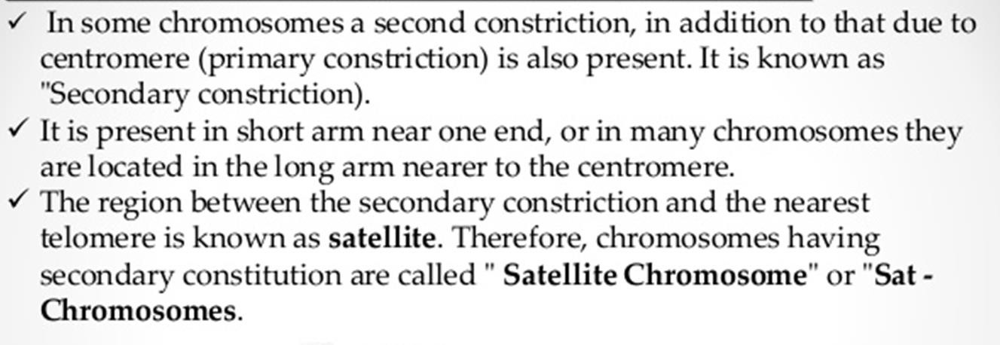 ✓ In some chromosomes a second constriction, in addition to that due to
centromere (primary constriction) is also present. It is known as
"Secondary constriction).
✓ It is present in short arm near one end, or in many chromosomes they
are located in the long arm nearer to the centromere.
✓ The region between the secondary constriction and the nearest
telomere is known as satellite. Therefore, chromosomes having
secondary constitution are called " Satellite Chromosome" or "Sat -
Chromosomes.